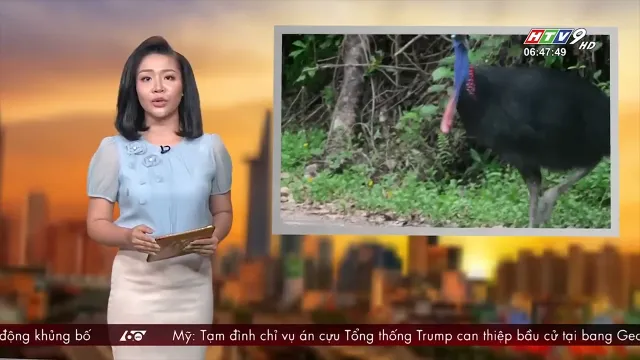 HTV9 HD
06:47:49
động khủng bố
60
Mỹ: Tạm đình chỉ vụ án cựu Tổng thống Trump can thiệp bầu cử tại bang Geo